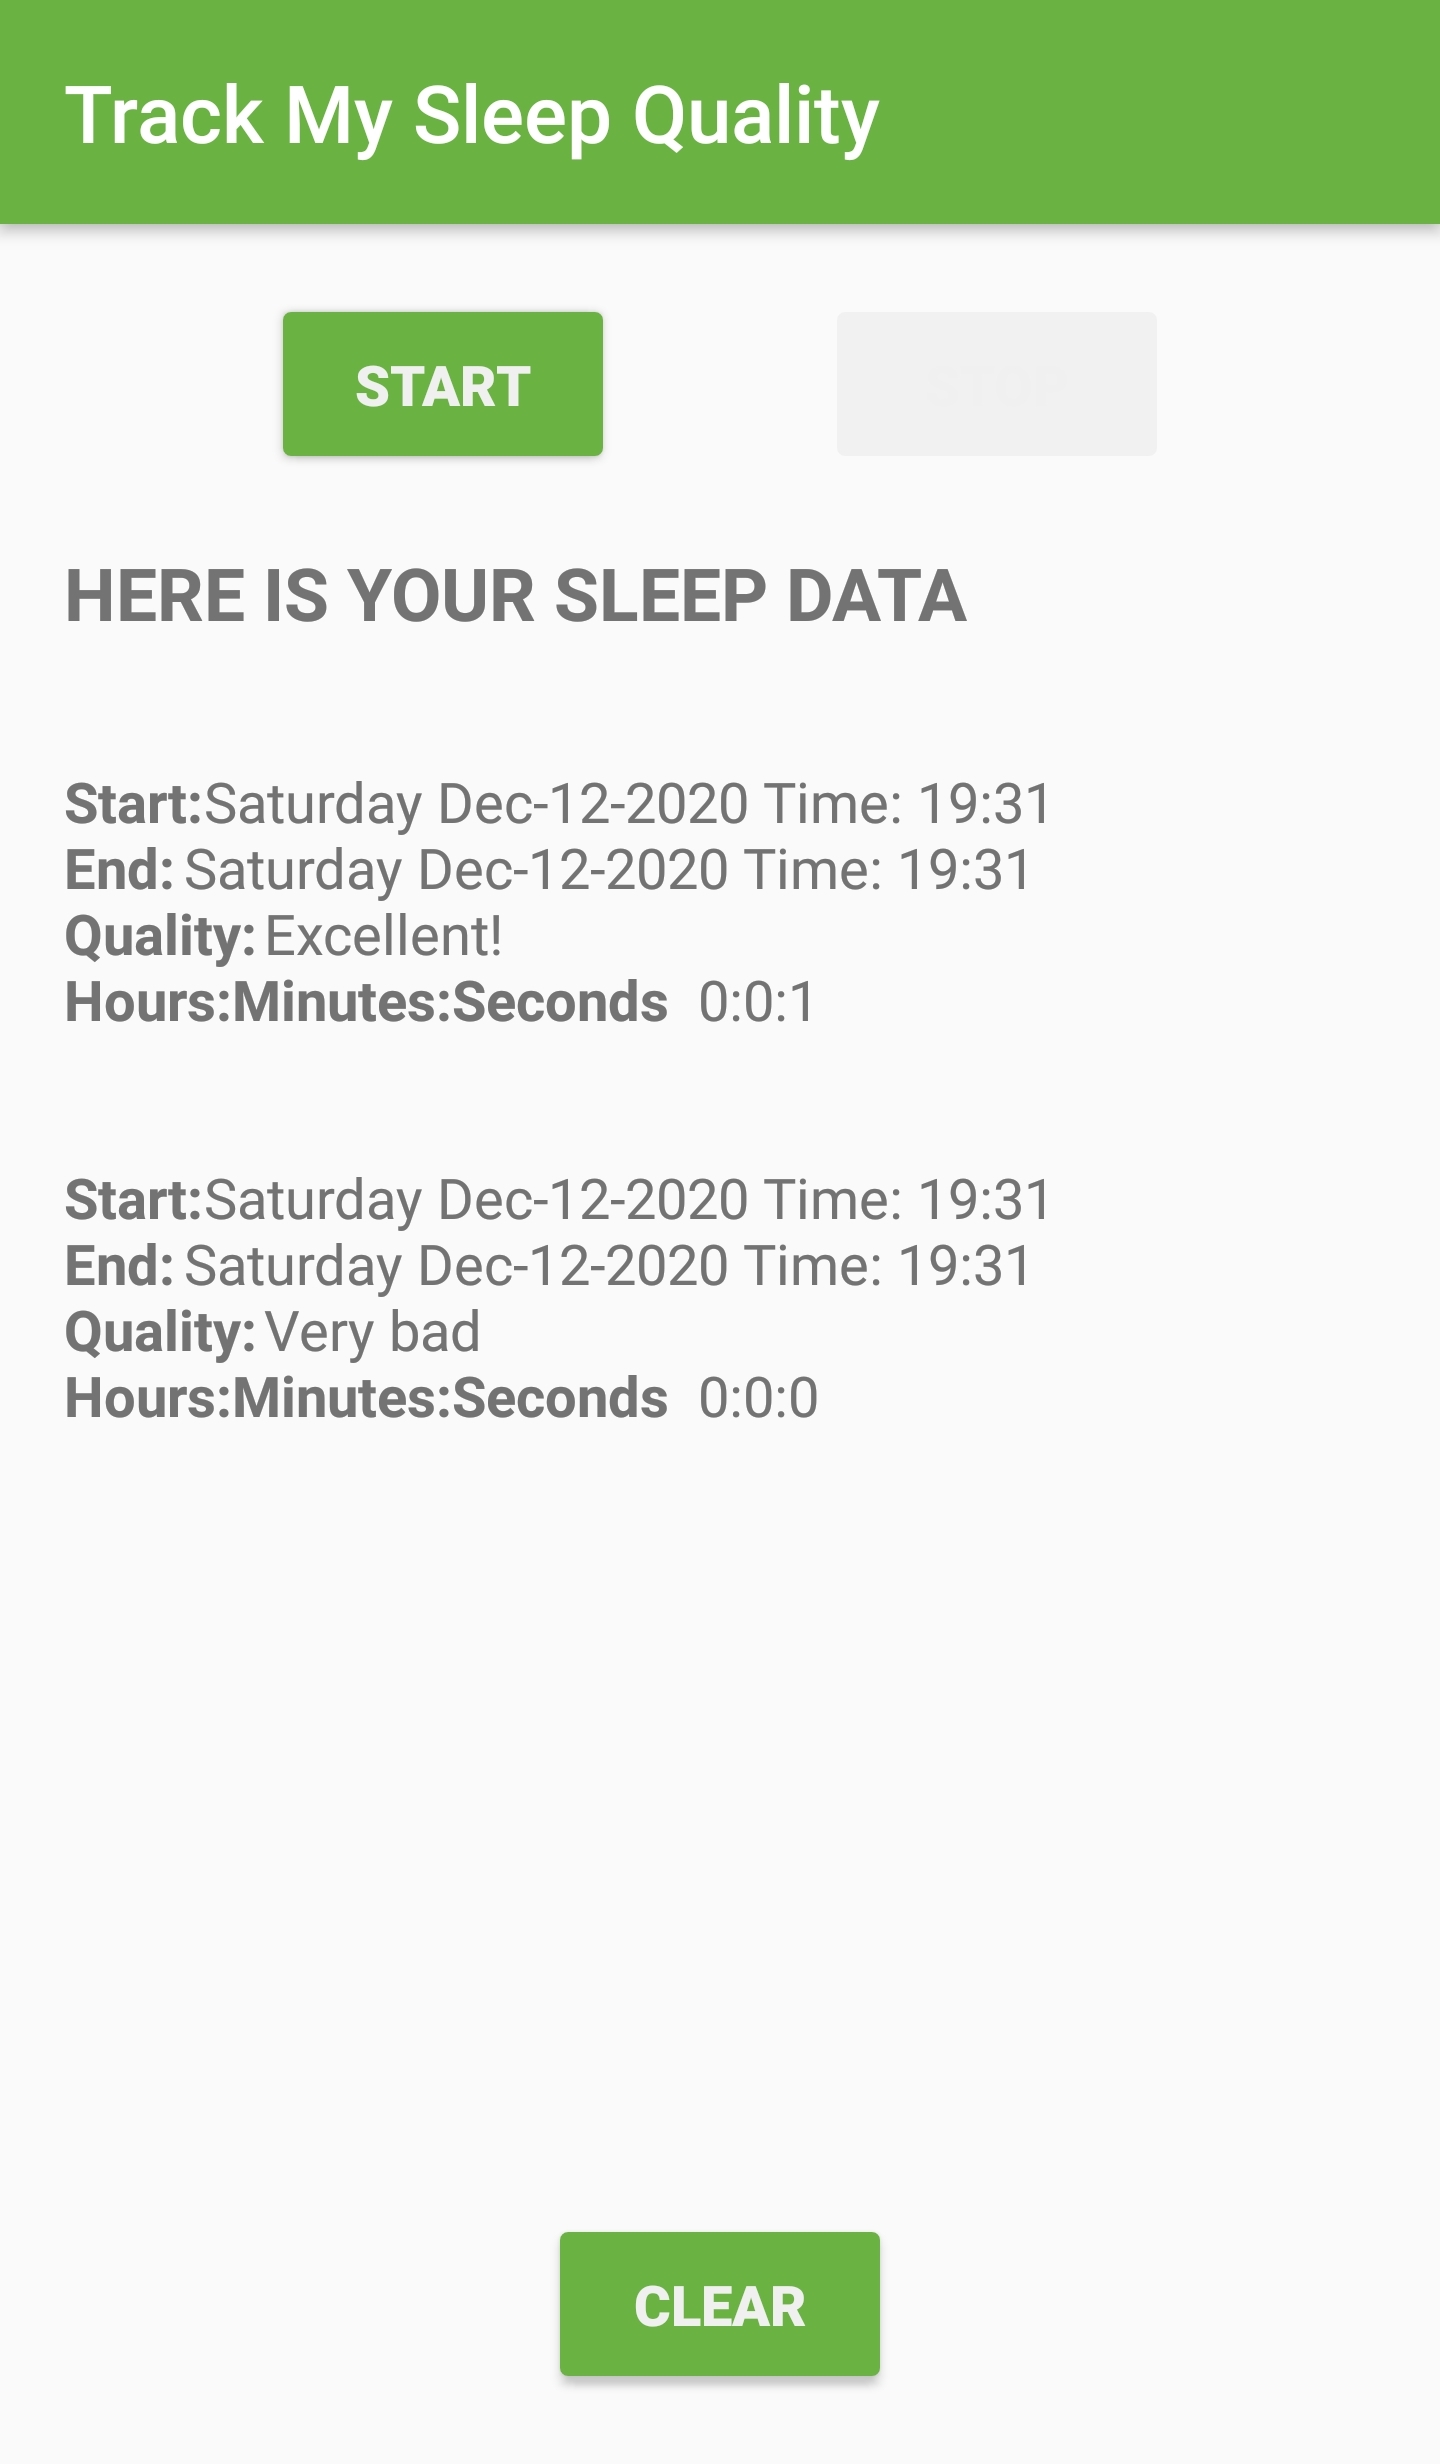 Track My Sleep Quality
START
HERE IS YOUR SLEEP DATA
Start:Saturday Dec-12-2020 Time: 19:31
End: Saturday Dec-12-2020 Time: 19:31
Quality: Excellent!
Hours:Minutes:Seconds 0:0:1
Start:Saturday Dec-12-2020 Time: 19:31
End: Saturday Dec-12-2020 Time: 19:31
Quality: Very bad
Hours:Minutes:Seconds 0:0:0
CLEAR